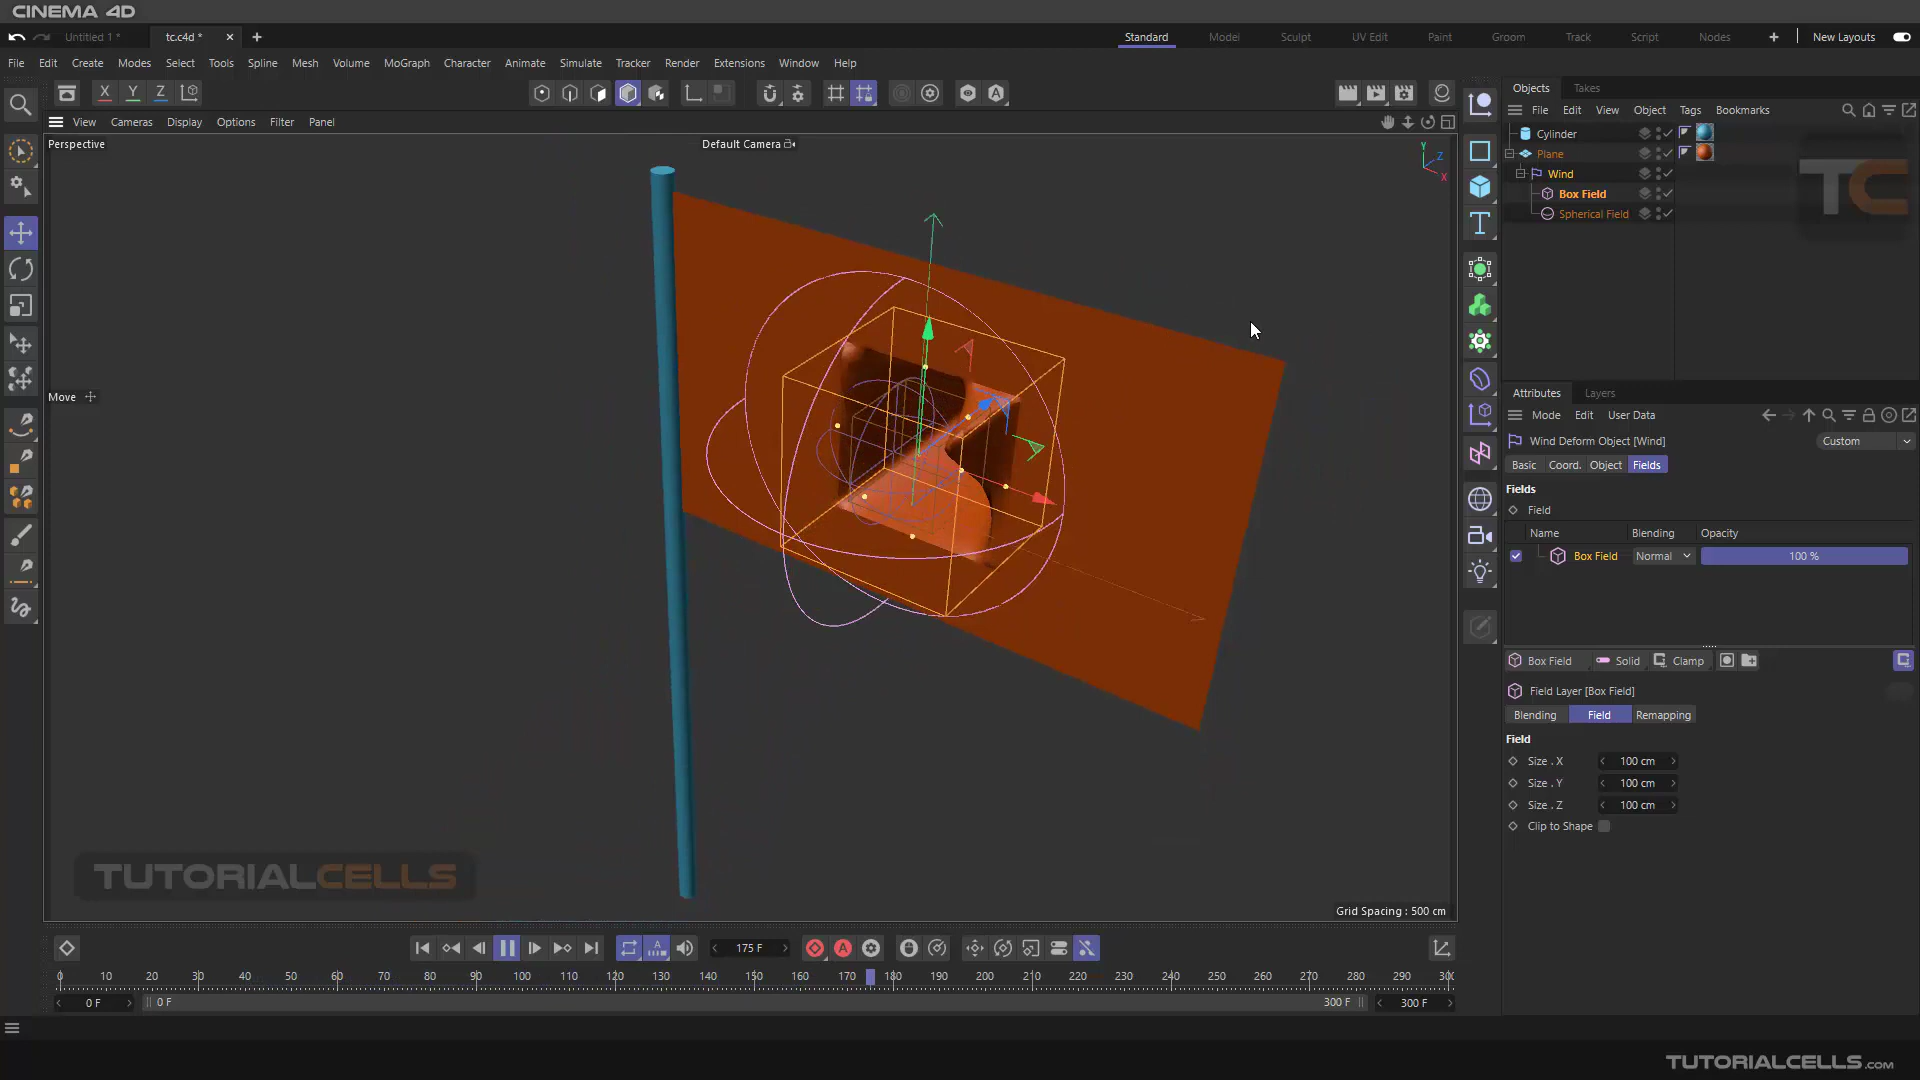 CINEMA 4D
Untitled 1 *
tc.c4d *
Standard
Model
Sculpt
UV Edit
Paint
Groom
Track
Script
Nodes
New Layouts
File Edit Create Modes Select Tools Spline Mesh Volume MoGraph Character Animate Simulate Tracker Render Extensions Window Help
X Y Z
View Cameras Display Options Filter Panel
Perspective
Default Camera
Y
Z
X
Move
Grid Spacing : 500 cm
TUTORIALCELLS
175 F
0 10 20 30 40 50 60 70 80 90 100 110 120 130 140 150 160 170 180 190 200 210 220 230 240 250 260 270 280 290 30
0 F
0 F
300 F
300 F
Objects Takes
File Edit View Object Tags Bookmarks
Cylinder
Plane
Wind
Box Field
Spherical Field
TC
Attributes Layers
Mode Edit User Data
Wind Deform Object [Wind]
Custom
Basic Coord. Object Fields
Fields
Field
Name Blending Opacity
Box Field Normal 100 %
Box Field Solid Clamp
Field Layer [Box Field]
Blending Field Remapping
Field
Size . X 100 cm
Size . Y 100 cm
Size . Z 100 cm
Clip to Shape
TUTORIALCELLS.com